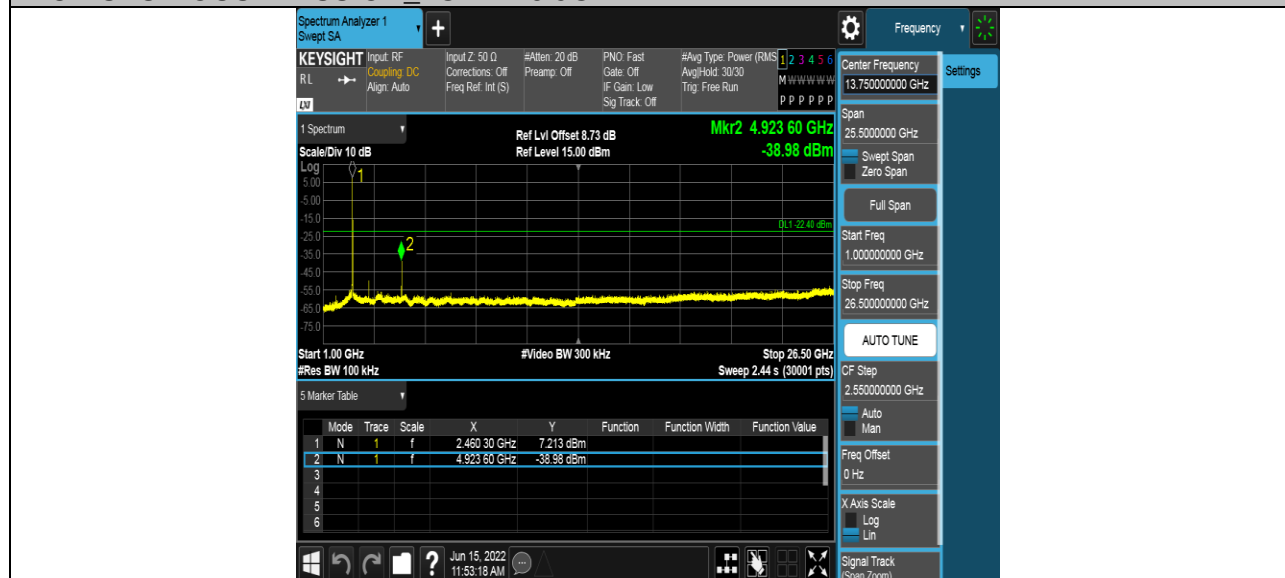 Spectrum Analyzer 1
Swept SA
+
Frequency
KEYSIGHT
RL
LXI
Input: RF
Coupling: DC
Align: Auto
Input Z: 50 Ω
Corrections: Off
Freq Ref: Int (S)
#Atten: 20 dB
Preamp: Off
PNO: Fast
Gate: Off
IF Gain: Low
Sig Track: Off
#Avg Type: Power (RMS
Avg|Hold: 30/30
Trig: Free Run
1 2 3 4 5 6
M W W W W W
P P P P P P
1 Spectrum
Scale/Div 10 dB
Ref Lvl Offset 8.73 dB
Ref Level 15.00 dBm
Mkr2 4.923 60 GHz
-38.98 dBm
Log
5.00
-5.00
-15.0
-25.0
-35.0
-45.0
-55.0
-65.0
-75.0
1
2
DL1 -22.40 dBm
Start 1.00 GHz
#Res BW 100 kHz
#Video BW 300 kHz
Stop 26.50 GHz
Sweep 2.44 s (30001 pts)
5 Marker Table
Mode Trace Scale X Y Function Function Width Function Value
1 N 1 f 2.460 30 GHz 7.213 dBm
2 N 1 f 4.923 60 GHz -38.98 dBm
3
4
5
6
?
Jun 15, 2022
11:53:18 AM
Center Frequency
13.750000000 GHz
Settings
Span
25.5000000 GHz
Swept Span
Zero Span
Full Span
Start Freq
1.000000000 GHz
Stop Freq
26.500000000 GHz
AUTO TUNE
CF Step
2.550000000 GHz
Auto
Man
Freq Offset
0 Hz
X Axis Scale
Log
Lin
Signal Track
(Span Zoom)